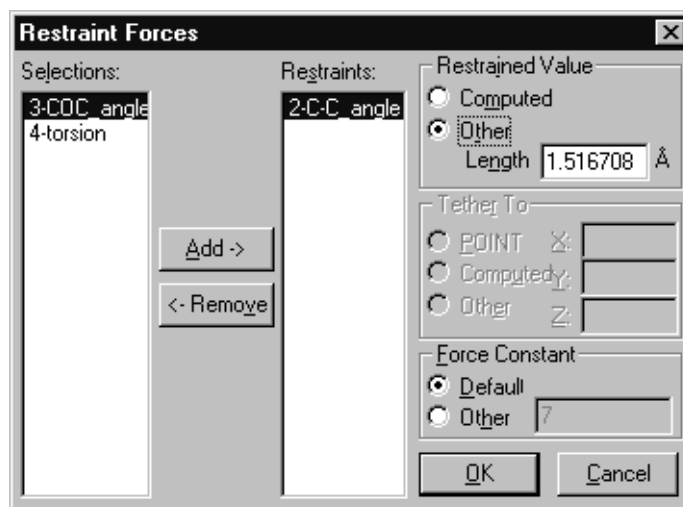 Restraint Forces
Selections:
3-COC_angle
4-torsion
Add ->
<- Remove
Restraints:
2-C-C_angle
Restrained Value
Computed
Other
Length 1.516708 Å
Tether To
POINT X:
Computed Y:
Other Z:
Force Constant
Default
Other 7
OK Cancel